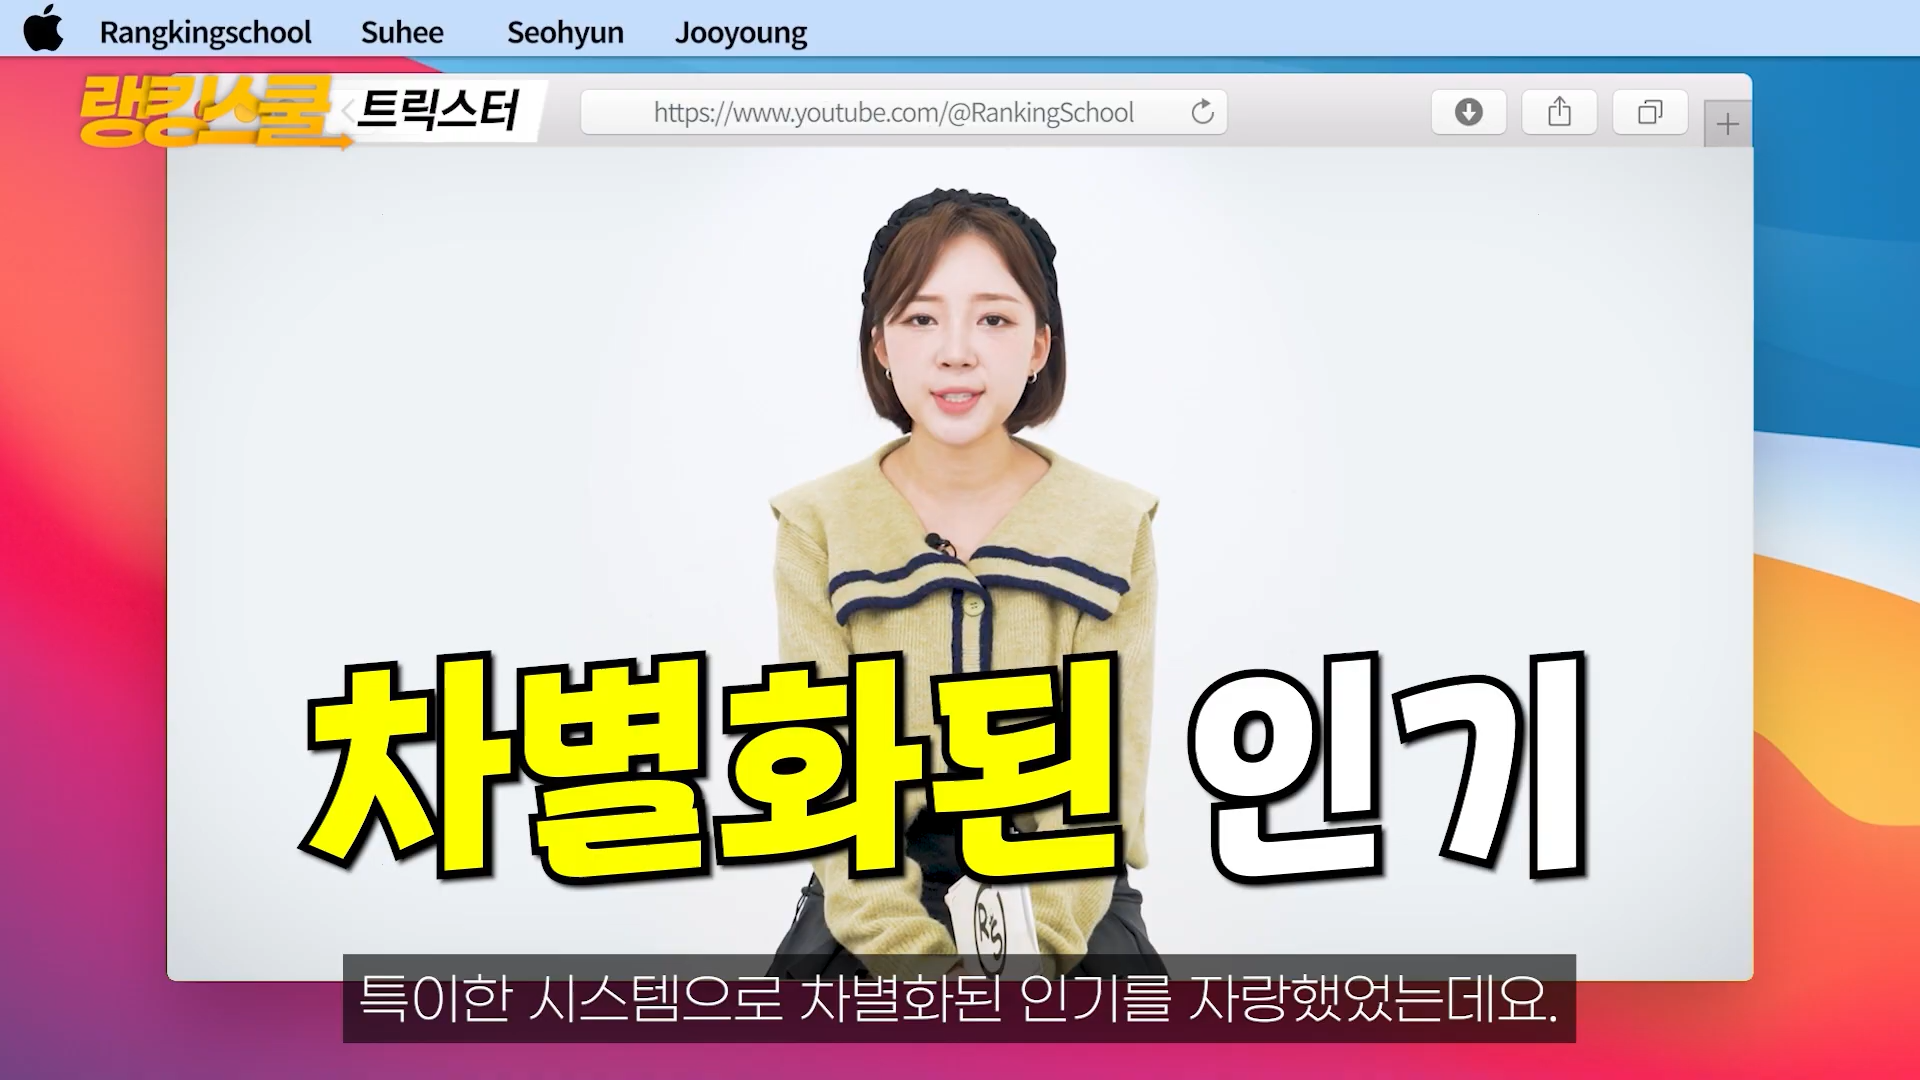 Rangkingschool Suhee Seohyun Jooyoung
랭킹스쿨 트릭스터
https://www.youtube.com/@RankingSchool
차별화된 인기
R&S
특이한 시스템으로 차별화된 인기를 자랑했었는데요.